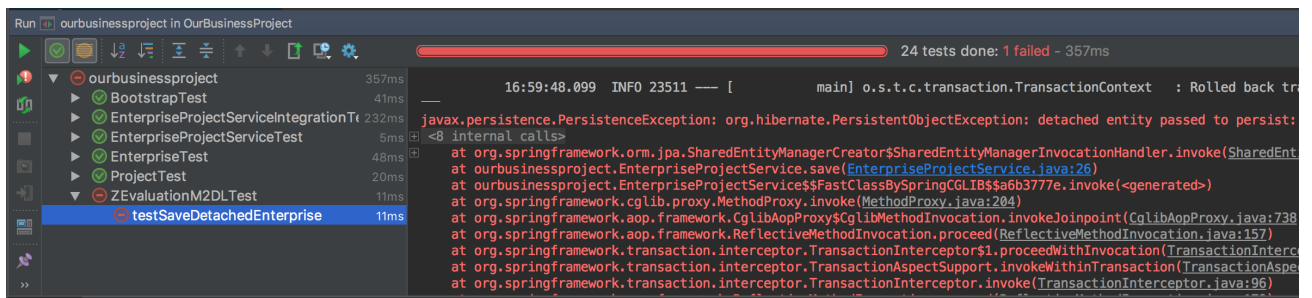 Run ourbusinessproject in OurBusinessProject
24 tests done: 1 failed - 357ms
ourbusinessproject 357ms
BootstrapTest 41ms
EnterpriseProjectServiceIntegrationTe 232ms
EnterpriseProjectServiceTest 5ms
EnterpriseTest 48ms
ProjectTest 20ms
ZEvaluationM2DLTest 11ms
testSaveDetachedEnterprise 11ms
16:59:48.099 INFO 23511 --- [ main] o.s.t.c.transaction.TransactionContext : Rolled back tra
javax.persistence.PersistenceException: org.hibernate.PersistentObjectException: detached entity passed to persist:
<8 internal calls>
at org.springframework.orm.jpa.SharedEntityManagerCreator$SharedEntityManagerInvocationHandler.invoke(SharedEnti
at ourbusinessproject.EnterpriseProjectService.save(EnterpriseProjectService.java:26)
at ourbusinessproject.EnterpriseProjectService$$FastClassBySpringCGLIB$$a6b3777e.invoke(<generated>)
at org.springframework.cglib.proxy.MethodProxy.invoke(MethodProxy.java:204)
at org.springframework.aop.framework.CglibAopProxy$CglibMethodInvocation.invokeJoinpoint(CglibAopProxy.java:738
at org.springframework.aop.framework.ReflectiveMethodInvocation.proceed(ReflectiveMethodInvocation.java:157)
at org.springframework.transaction.interceptor.TransactionInterceptor$1.proceedWithInvocation(TransactionInterce
at org.springframework.transaction.interceptor.TransactionAspectSupport.invokeWithinTransaction(TransactionAspec
at org.springframework.transaction.interceptor.TransactionInterceptor.invoke(TransactionInterceptor.java:96)